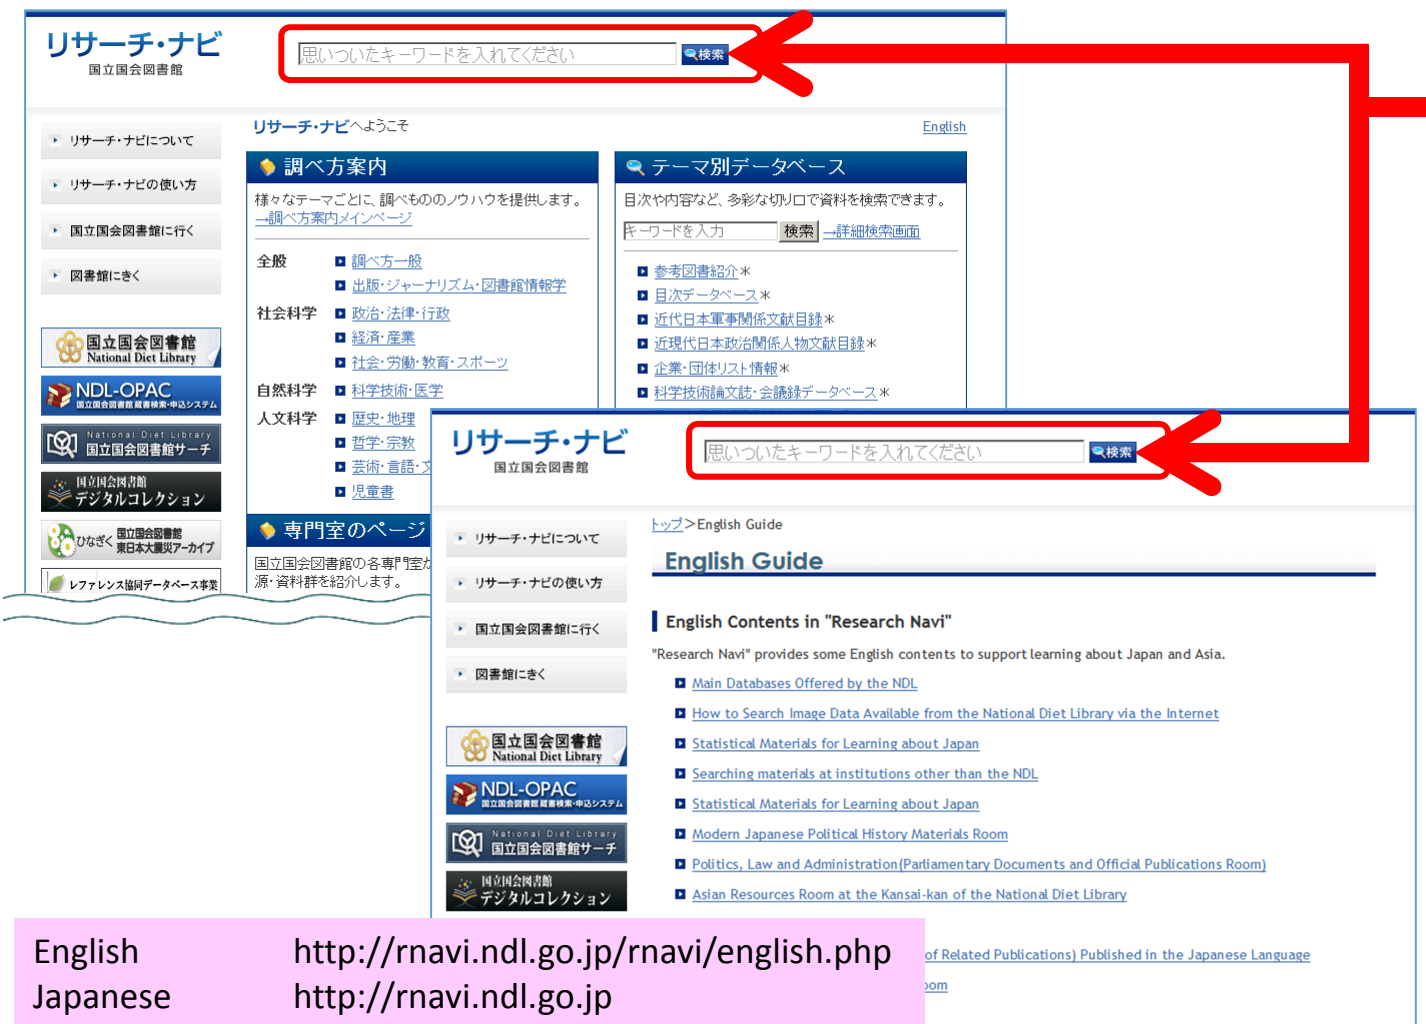 リサーチ・ナビ
国立国会図書館
思いついたキーワードを入れてください
検索
リサーチ・ナビについて
リサーチ・ナビの使い方
国立国会図書館に行く
図書館にきく
国立国会図書館
National Diet Library
NDL-OPAC
国立国会図書館蔵書検索・申込システム
National Diet Library
国立国会図書館サーチ
国立国会図書館
デジタルコレクション
ひなぎく 国立国会図書館
東日本大震災アーカイブ
レファレンス協同データベース事業
リサーチ・ナビへようこそ
English
調べ方案内
様々なテーマごとに、調べもののノウハウを提供します。
→調べ方案内メインページ
全般 調べ方一般
出版・ジャーナリズム・図書館情報学
社会科学 政治・法律・行政
経済・産業
社会・労働・教育・スポーツ
自然科学 科学技術・医学
人文科学 歴史・地理
哲学・宗教
芸術・言語・文
児童書
専門室のページ
国立国会図書館の各専門室が
源・資料群を紹介します。
テーマ別データベース
目次や内容など、多彩な切り口で資料を検索できます。
キーワードを入力 検索 →詳細検索画面
参考図書紹介*
目次データベース*
近代日本軍事関係文献目録*
近現代日本政治関係人物文献目録*
企業・団体リスト情報*
科学技術論文誌・会議録データベース*
リサーチ・ナビ
国立国会図書館
思いついたキーワードを入れてください
検索
リサーチ・ナビについて
リサーチ・ナビの使い方
国立国会図書館に行く
図書館にきく
国立国会図書館
National Diet Library
NDL-OPAC
国立国会図書館蔵書検索・申込システム
National Diet Library
国立国会図書館サーチ
国立国会図書館
デジタルコレクション
トップ>English Guide
English Guide
English Contents in "Research Navi"
"Research Navi" provides some English contents to support learning about Japan and Asia.
Main Databases Offered by the NDL
How to Search Image Data Available from the National Diet Library via the Internet
Statistical Materials for Learning about Japan
Searching materials at institutions other than the NDL
Statistical Materials for Learning about Japan
Modern Japanese Political History Materials Room
Politics, Law and Administration(Parliamentary Documents and Official Publications Room)
Asian Resources Room at the Kansai-kan of the National Diet Library
of Related Publications) Published in the Japanese Language
English http://rnavi.ndl.go.jp/rnavi/english.php
Japanese http://rnavi.ndl.go.jp